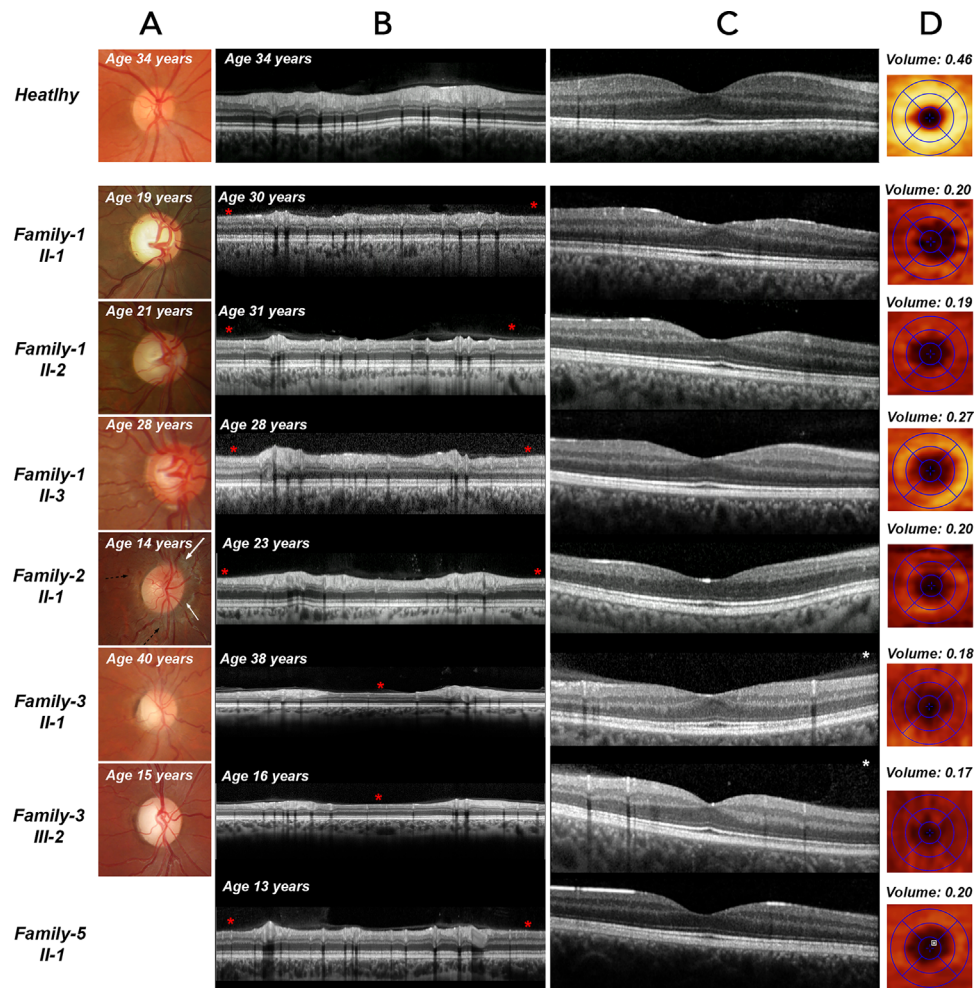 A B C D
Heatlhy
Age 34 years
Age 34 years
Volume: 0.46
Family-1
II-1
Age 19 years
Age 30 years
*
*
Volume: 0.20
Family-1
II-2
Age 21 years
Age 31 years
*
*
Volume: 0.19
Family-1
II-3
Age 28 years
Age 28 years
*
*
Volume: 0.27
Family-2
II-1
Age 14 years
Age 23 years
*
*
Volume: 0.20
Family-3
II-1
Age 40 years
Age 38 years
*
*
Volume: 0.18
Family-3
III-2
Age 15 years
Age 16 years
*
*
Volume: 0.17
Family-5
II-1
Age 13 years
*
*
Volume: 0.20